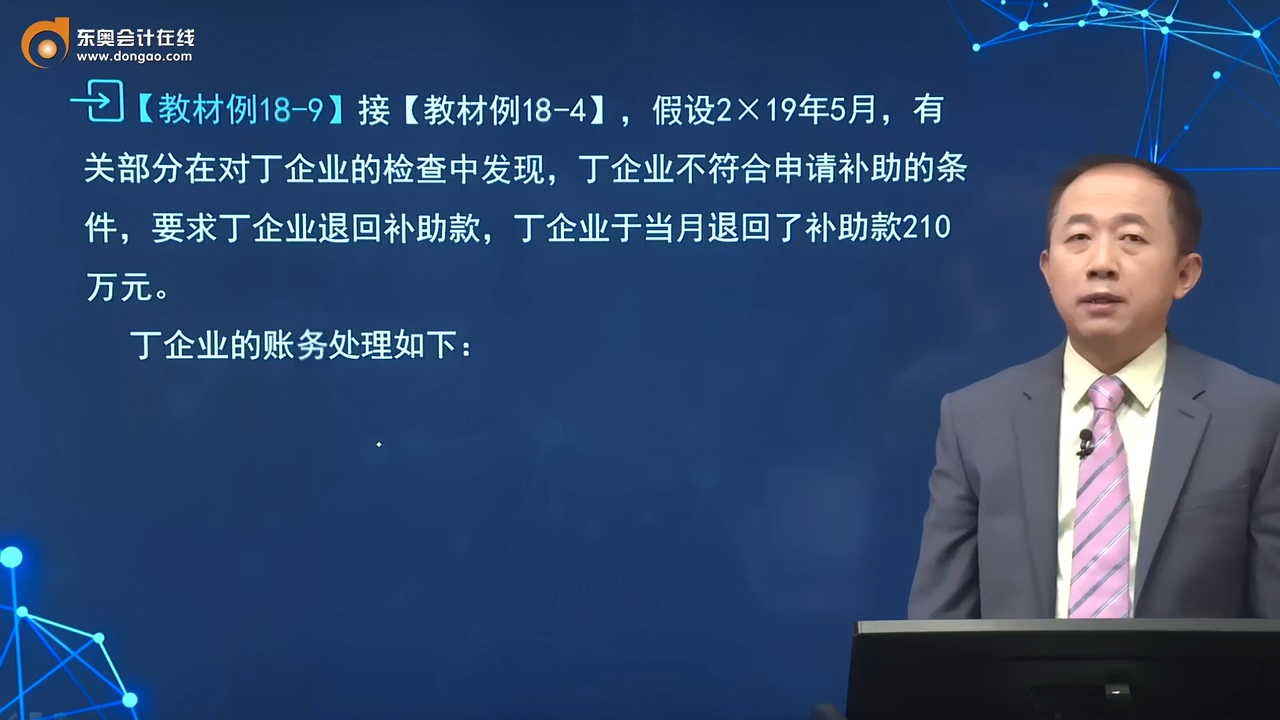 东奥会计在线
www.dongao.com
【教材例18-9】接【教材例18-4】，假设2×19年5月，有
关部分在对丁企业的检查中发现，丁企业不符合申请补助的条
件，要求丁企业退回补助款，丁企业于当月退回了补助款210
万元。
丁企业的账务处理如下：